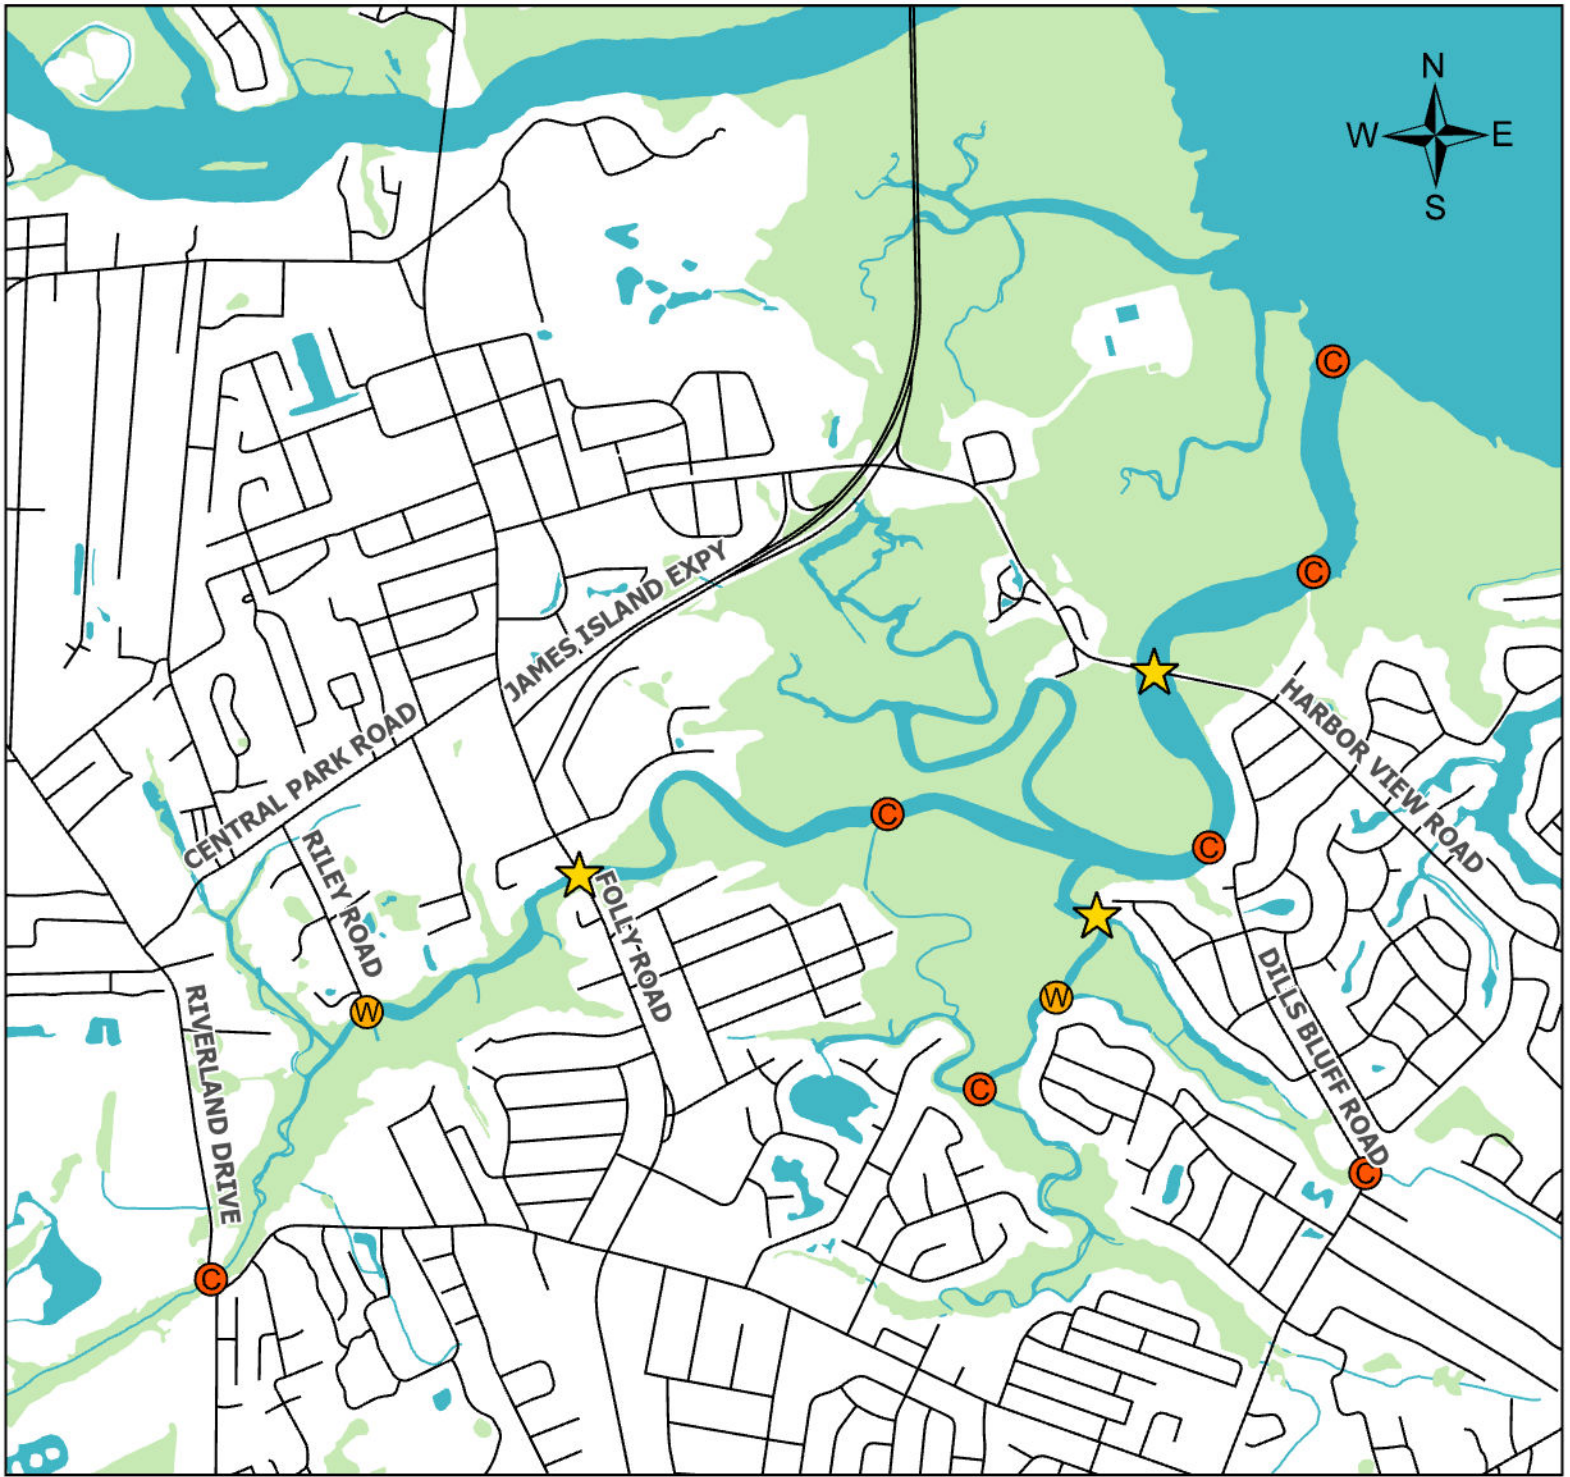 N
W E
S
C
C
JAMES ISLAND EXPY
HARBOR VIEW ROAD
CENTRAL PARK ROAD
C
C
RILEY ROAD
FOLLY ROAD
DILLS BLUFF ROAD
W
W
RIVERLAND DRIVE
C
C
C